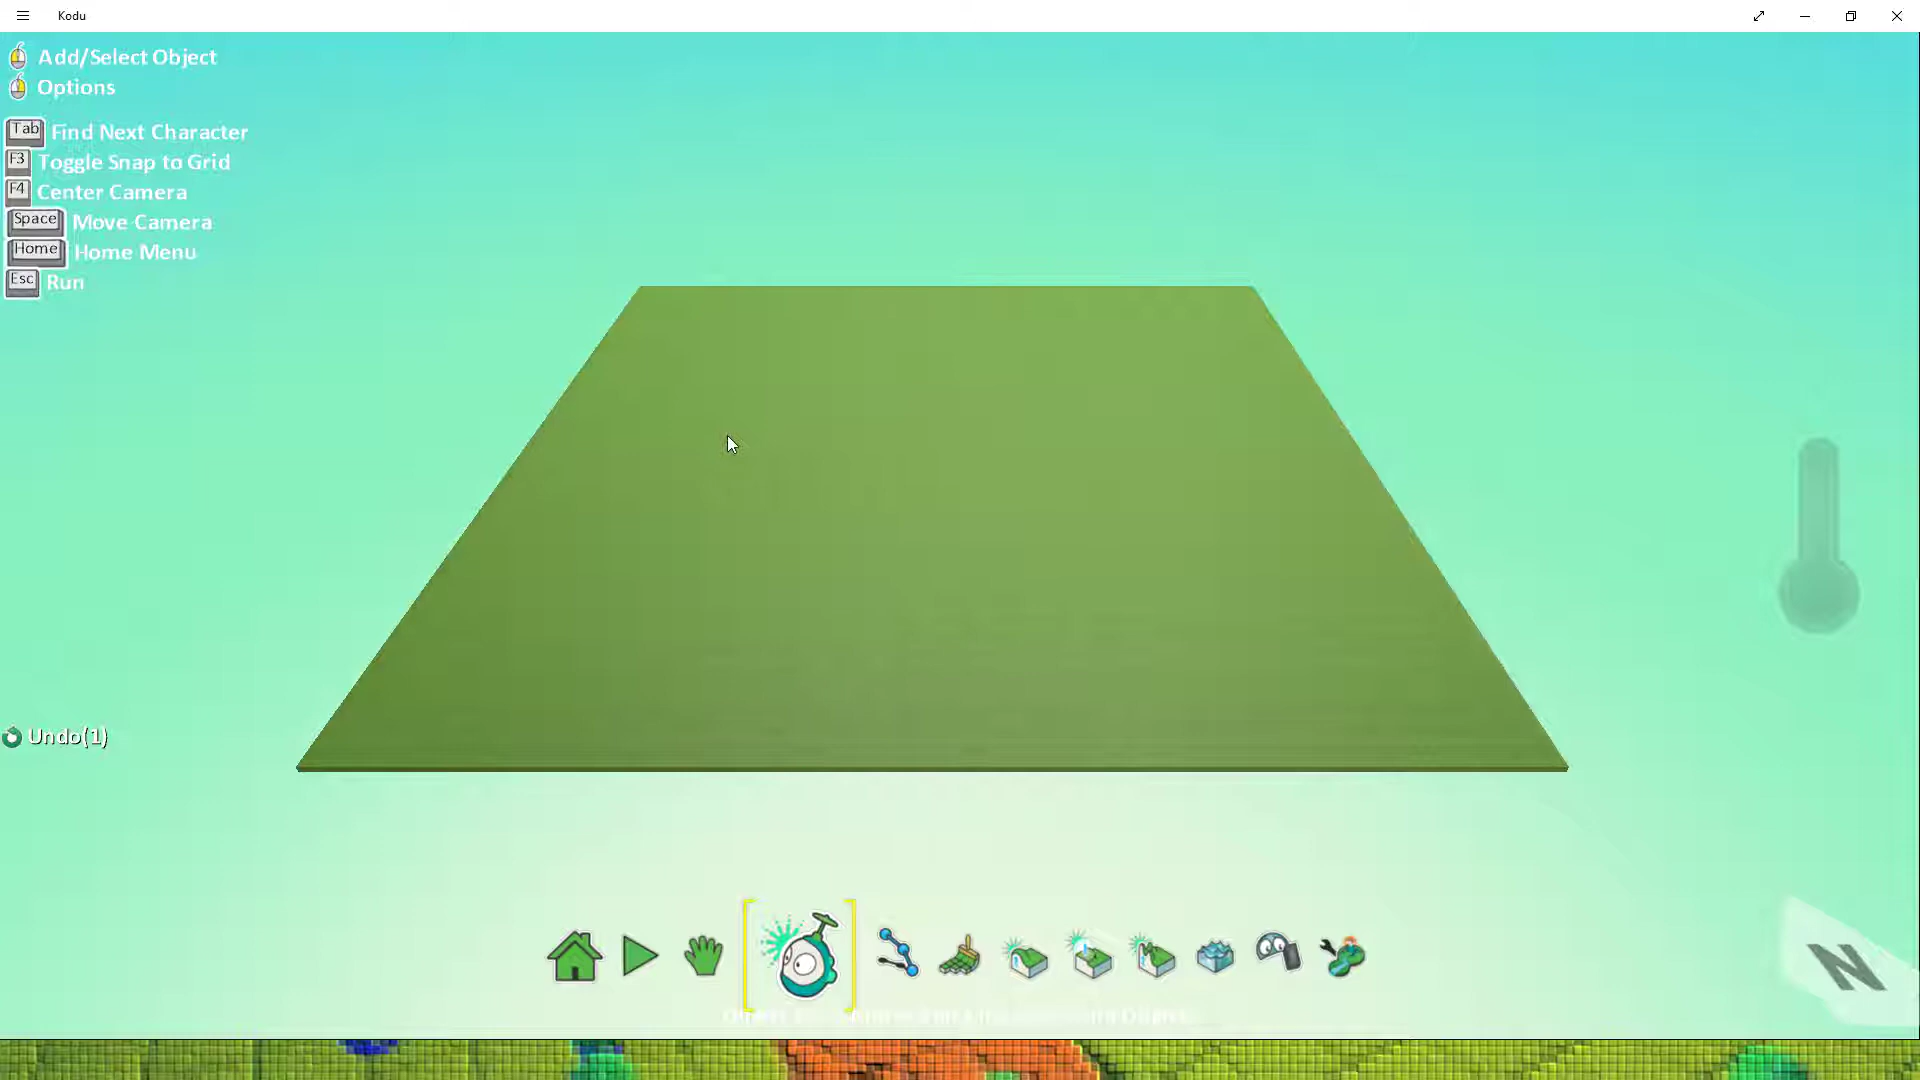 Kodu
Add/Select Object
Options
Tab Find Next Character
F3 Toggle Snap to Grid
F4 Center Camera
Space Move Camera
Home Home Menu
Esc Run
Undo(1)
N